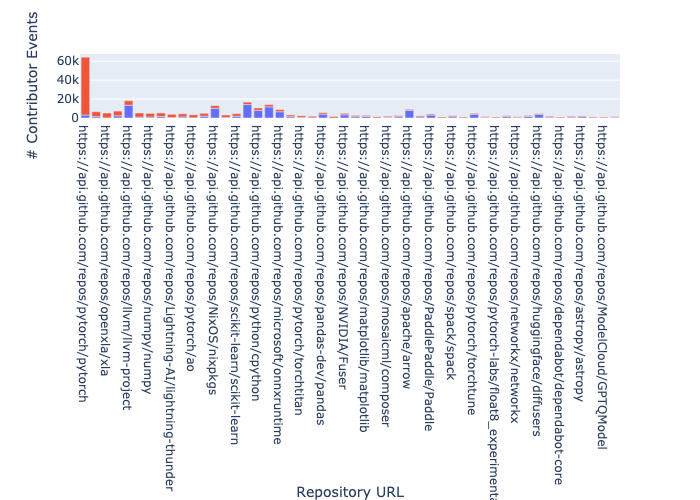 # Contributor Events
60k
40k
20k
0
https://api.github.com/repos/pytorch/pytorch
https://api.github.com/repos/openxla/xla
https://api.github.com/repos/llvm/llvm-project
https://api.github.com/repos/numpy/numpy
https://api.github.com/repos/Lightning-AI/lightning-thunder
https://api.github.com/repos/pytorch/ao
https://api.github.com/repos/NixOS/nixpkgs
https://api.github.com/repos/scikit-learn/scikit-learn
https://api.github.com/repos/python/cpython
https://api.github.com/repos/microsoft/onnxruntime
https://api.github.com/repos/pytorch/torchtitan
https://api.github.com/repos/pandas-dev/pandas
https://api.github.com/repos/NVIDIA/Fuser
https://api.github.com/repos/matplotlib/matplotlib
https://api.github.com/repos/mosaicml/composer
https://api.github.com/repos/apache/arrow
https://api.github.com/repos/PaddlePaddle/Paddle
https://api.github.com/repos/spack/spack
https://api.github.com/repos/pytorch/torchtune
https://api.github.com/repos/pytorch-labs/float8_experimenta
https://api.github.com/repos/networkx/networkx
https://api.github.com/repos/huggingface/diffusers
https://api.github.com/repos/dependabot/dependabot-core
https://api.github.com/repos/astropy/astropy
https://api.github.com/repos/ModelCloud/GPTQModel
Repository URL